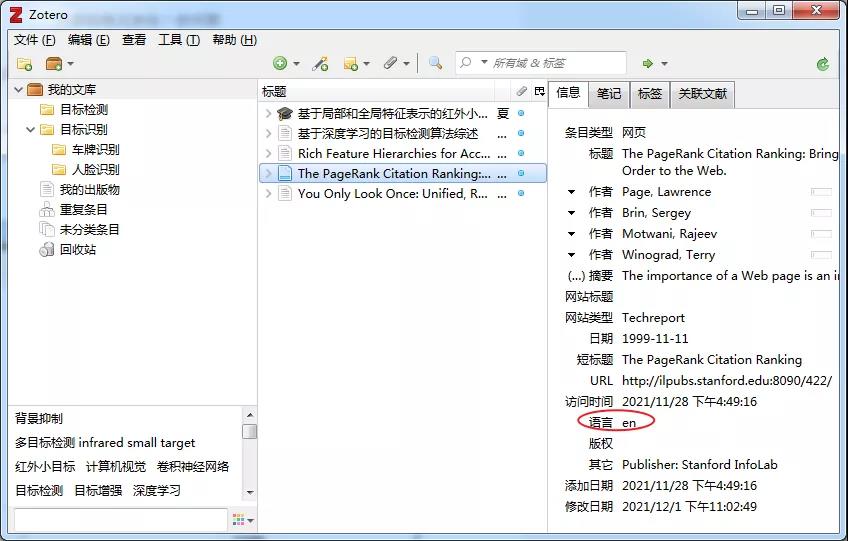 Zotero
文件 (F) 编辑 (E) 查看 工具 (T) 帮助 (H)
所有域 & 标签
我的文库
目标检测
目标识别
车牌识别
人脸识别
我的出版物
重复条目
未分类条目
回收站
背景抑制
多目标检测 infrared small target
红外小目标 计算机视觉 卷积神经网络
目标检测 目标增强 深度学习
标题
基于局部和全局特征表示的红外小... 夏
基于深度学习的目标检测算法综述 ...
Rich Feature Hierarchies for Acc... ...
The PageRank Citation Ranking:... ...
You Only Look Once: Unified, R... ...
信息 笔记 标签 关联文献
条目类型 网页
标题 The PageRank Citation Ranking: Bring
Order to the Web.
作者 Page, Lawrence
作者 Brin, Sergey
作者 Motwani, Rajeev
作者 Winograd, Terry
(...) 摘要 The importance of a Web page is an in
网站标题
网站类型 Techreport
日期 1999-11-11
短标题 The PageRank Citation Ranking
URL http://ilpubs.stanford.edu:8090/422/
访问时间 2021/11/28 下午4:49:16
语言 en
版权
其它 Publisher: Stanford InfoLab
添加日期 2021/11/28 下午4:49:16
修改日期 2021/12/1 下午11:02:49